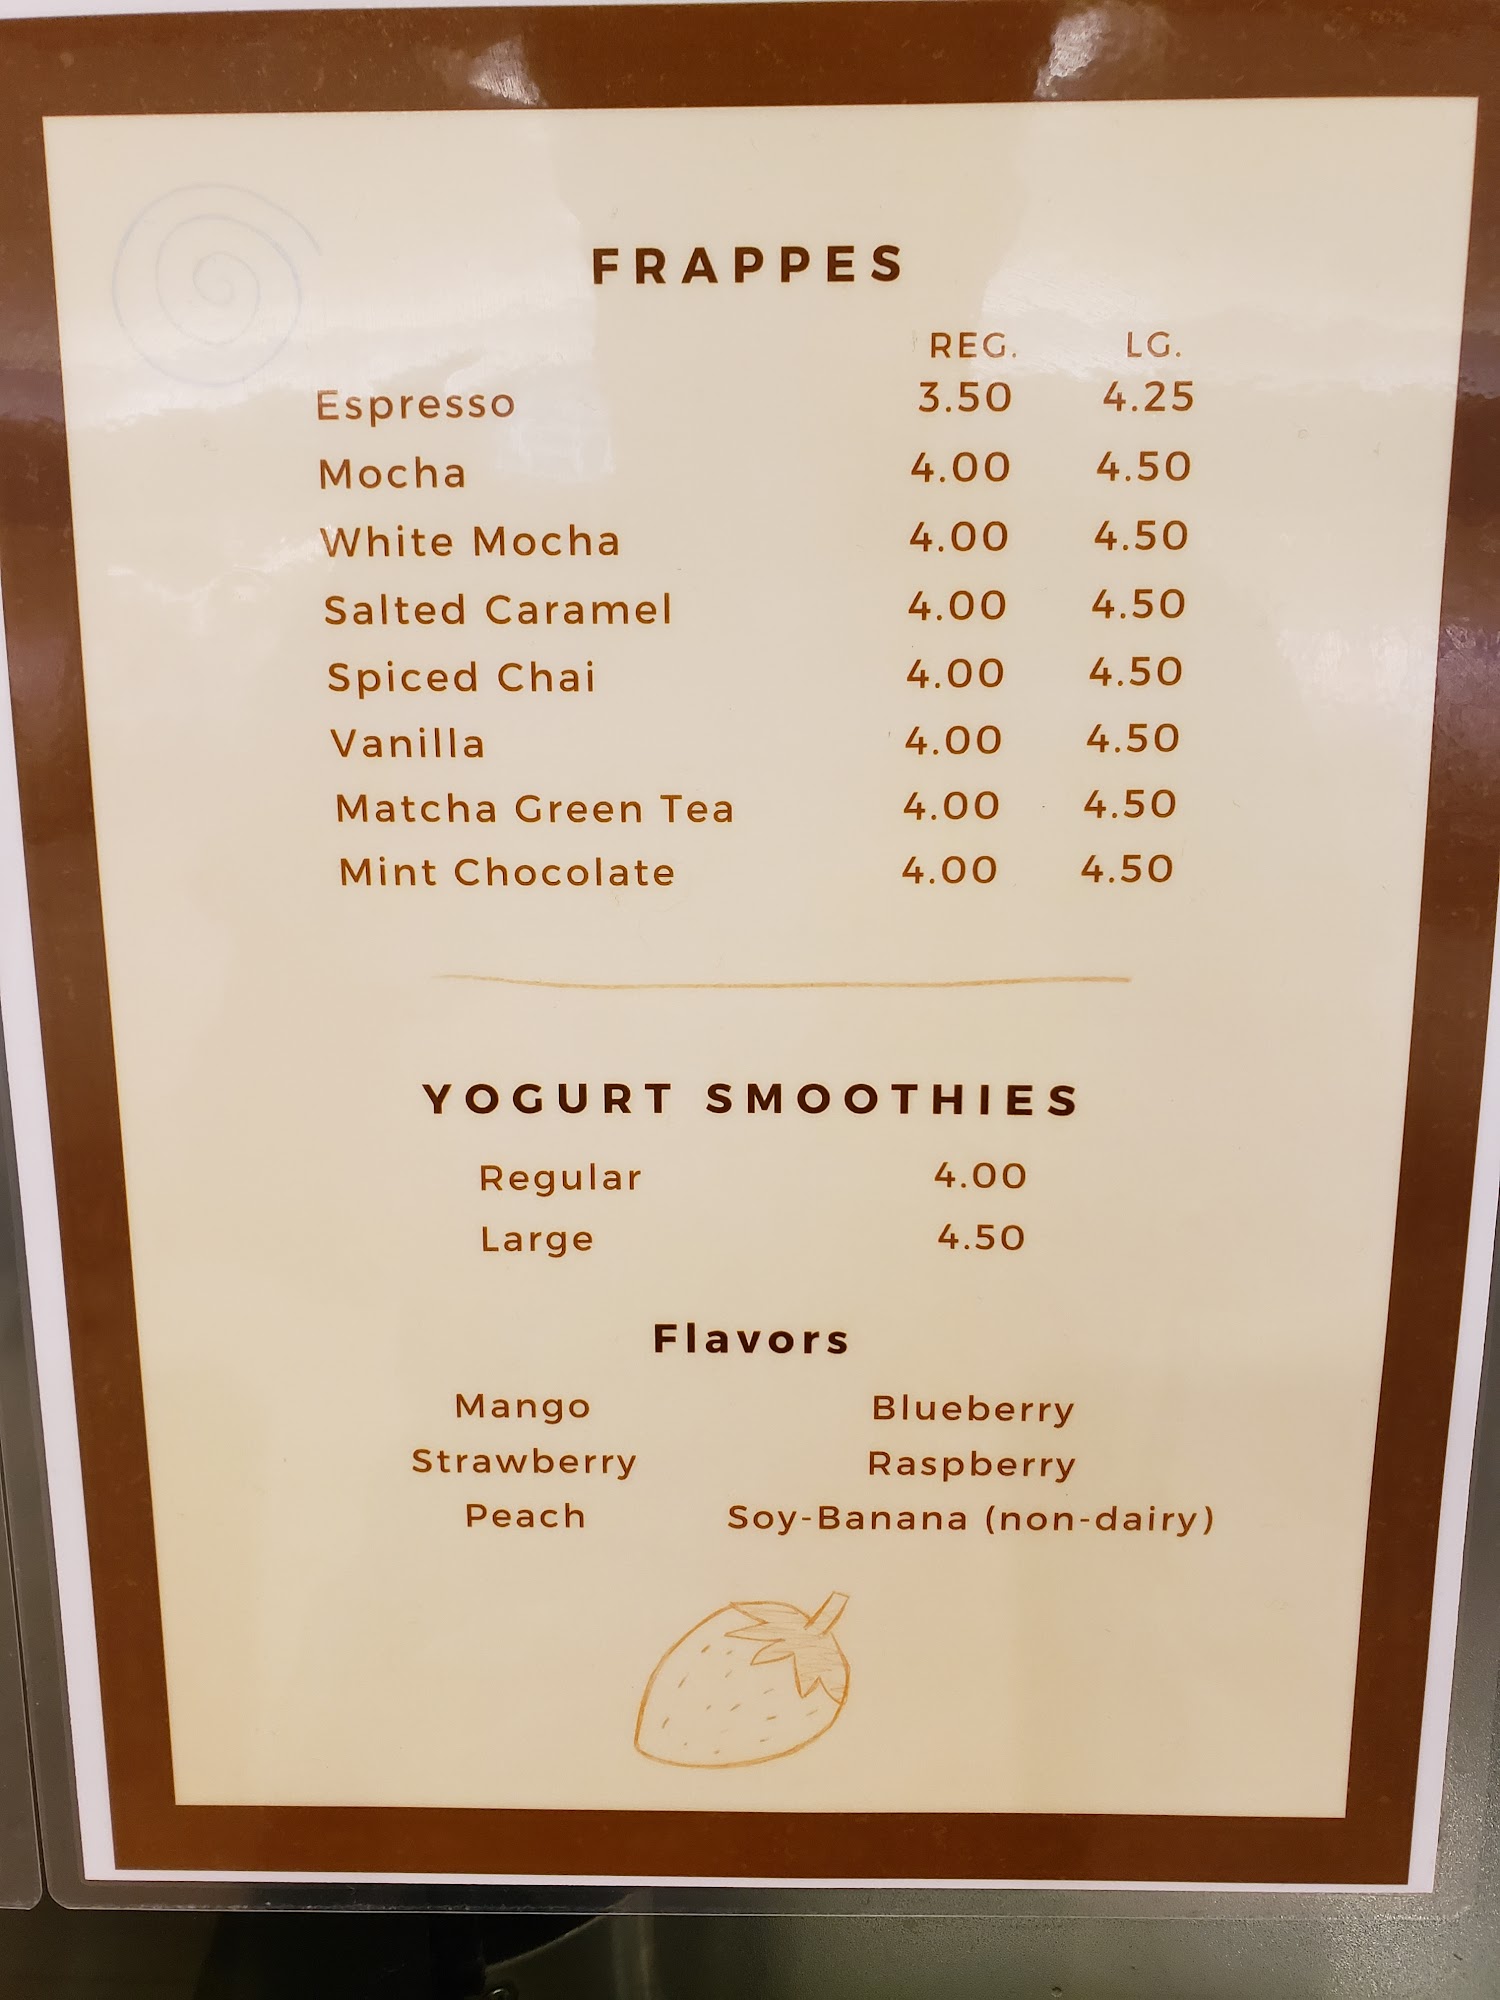 FRAPPES
REG. LG.
Espresso 3.50 4.25
Mocha 4.00 4.50
White Mocha 4.00 4.50
Salted Caramel 4.00 4.50
Spiced Chai 4.00 4.50
Vanilla 4.00 4.50
Matcha Green Tea 4.00 4.50
Mint Chocolate 4.00 4.50
YOGURT SMOOTHIES
Regular 4.00
Large 4.50
Flavors
Mango Blueberry
Strawberry Raspberry
Peach Soy-Banana (non-dairy)